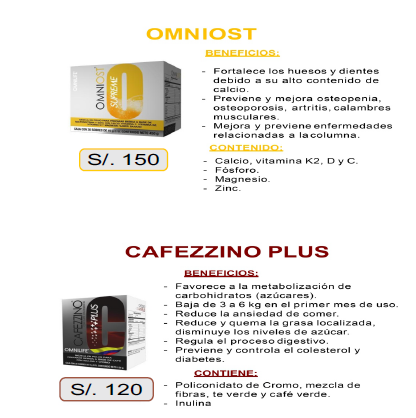 OMNIOST
BENEFICIOS:
- Fortalece los huesos y dientes
debido a su alto contenido de
calcio.
- Previene y mejora osteopenia,
osteoporosis, artritis, calambres
musculares.
- Mejora y previene enfermedades
relacionadas a la columna.
CONTENIDO:
- Calcio, vitamina K2, D y C.
- Fósforo.
- Magnesio.
- Zinc.
OMNIOST
SUPREME
S/. 150
CAFEZZINO PLUS
BENEFICIOS:
- Favorece a la metabolización de
carbohidratos (azúcares).
- Baja de 3 a 6 kg en el primer mes de uso.
- Reduce la ansiedad de comer.
- Reduce y quema la grasa localizada,
disminuye los niveles de azúcar.
- Regula el proceso digestivo.
- Previene y controla el colesterol y
diabetes.
CONTIENE:
- Policonidato de Cromo, mezcla de
fibras, te verde y café verde.
- Inulina
CAFEZZINO
PLUS
OMNILIFE
S/. 120